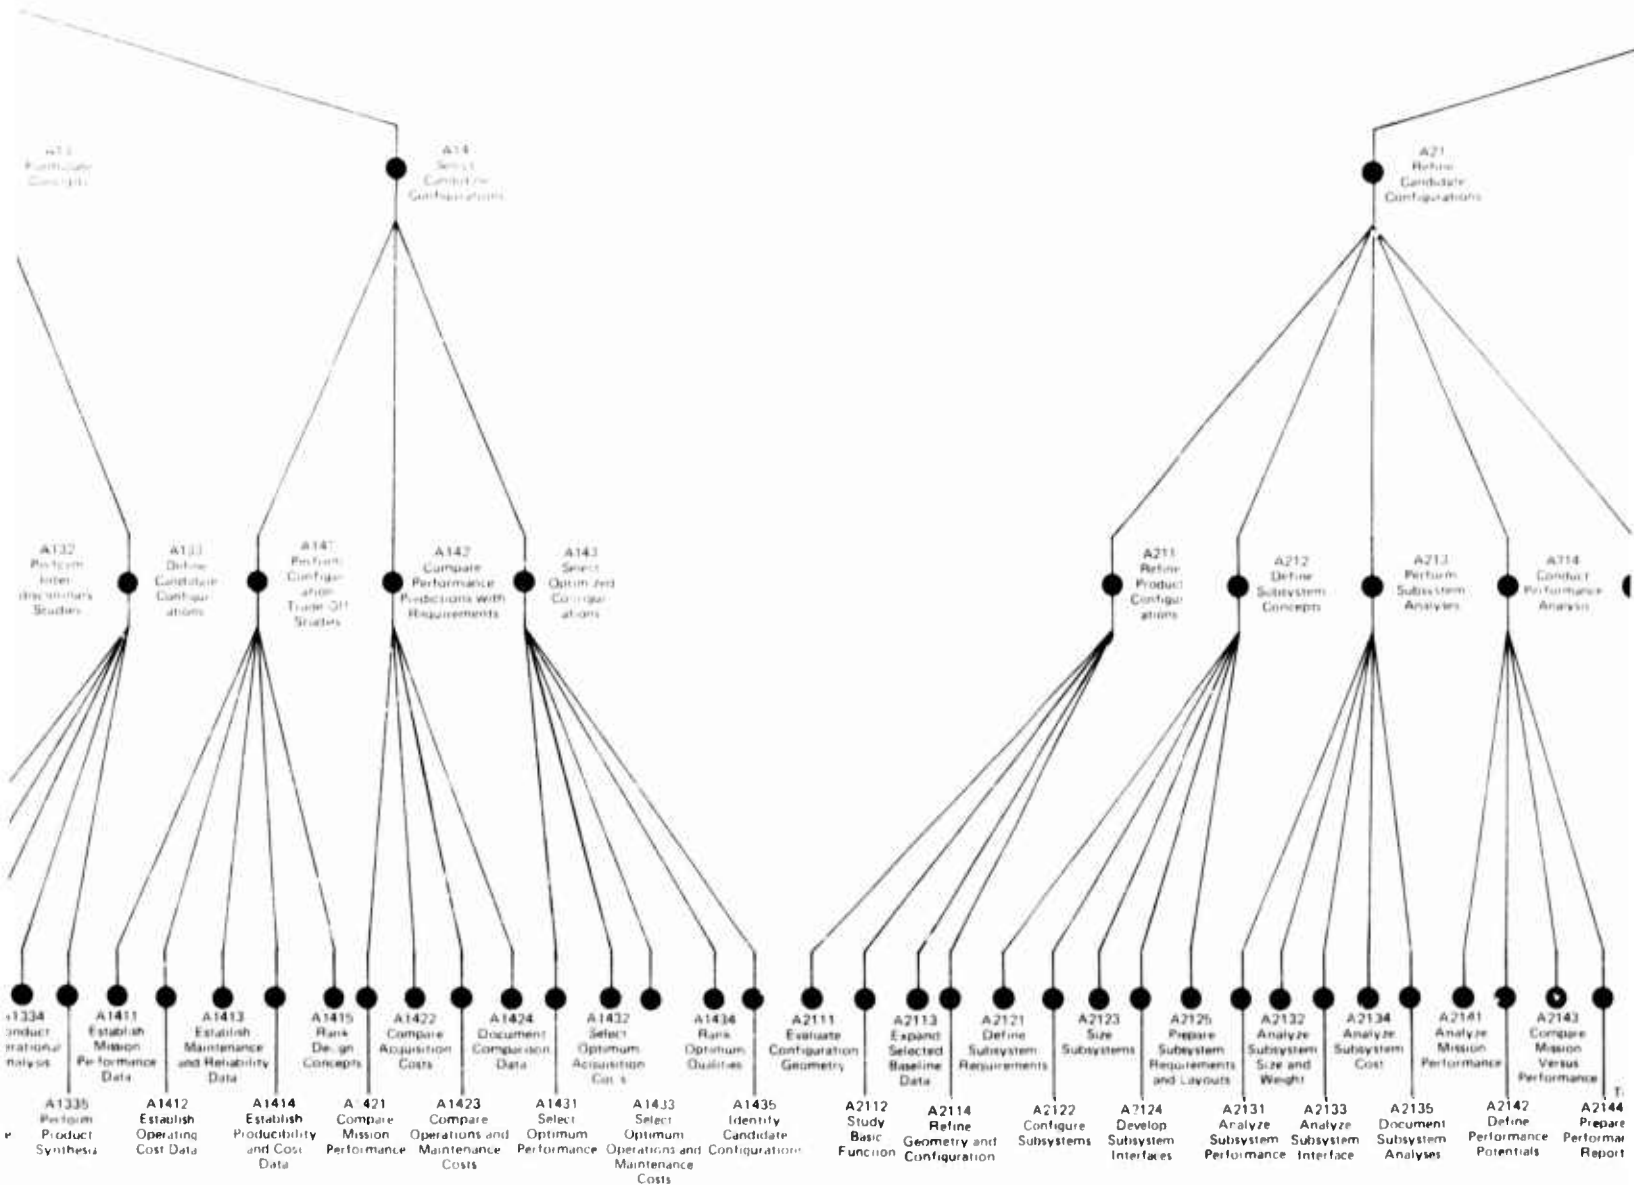 A14
Select
Candidate
Configurations
A21
Refine
Candidate
Configurations
A132
Perform
Inter-
disciplinary
Studies
A133
Define
Candidate
Configur-
ations
A141
Perform
Configur-
ation
Trade-Off
Studies
A142
Compare
Performance
Predictions with
Requirements
A143
Select
Optimized
Configur-
ations
A211
Refine
Product
Configur-
ations
A212
Define
Subsystem
Concepts
A213
Perform
Subsystem
Analyses
A214
Conduct
Performance
Analysis
A1411
Establish
Mission
Performance
Data
A1413
Establish
Maintenance
and Reliability
Data
A1415
Rank
Design
Concepts
A1422
Compare
Acquisition
Costs
A1424
Document
Comparison
Data
A1432
Select
Optimum
Acquisition
Costs
A1434
Rank
Optimum
Qualities
A2111
Evaluate
Configuration
Geometry
A2113
Expand
Selected
Baseline
Data
A2121
Define
Subsystem
Requirements
A2123
Size
Subsystems
A2125
Prepare
Subsystem
Requirements
and Layouts
A2132
Analyze
Subsystem
Size and
Weight
A2134
Analyze
Subsystem
Cost
A2141
Analyze
Mission
Performance
A2143
Compare
Mission
Versus
Performance
A1335
Perform
Product
Synthesis
A1412
Establish
Operating
Cost Data
A1414
Establish
Producibility
and Cost
Data
A1421
Compare
Mission
Performance
A1423
Compare
Operations and
Maintenance
Costs
A1431
Select
Optimum
Performance
A1433
Select
Optimum
Operations and
Maintenance
Costs
A1435
Identify
Candidate
Configurations
A2112
Study
Basic
Function
A2114
Refine
Geometry and
Configuration
A2122
Configure
Subsystems
A2124
Develop
Subsystem
Interfaces
A2131
Analyze
Subsystem
Performance
A2133
Analyze
Subsystem
Interface
A2135
Document
Subsystem
Analyses
A2142
Define
Performance
Potentials
A2144
Prepare
Performan
Report